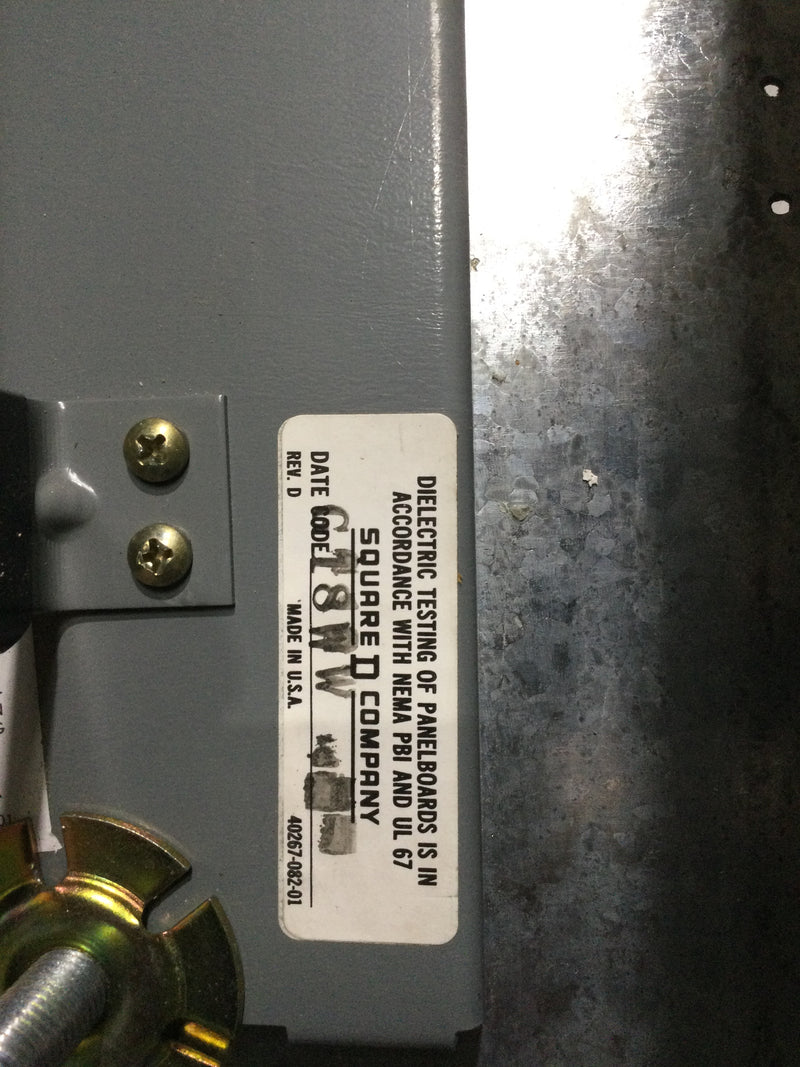 DIELECTRIC TESTING OF PANELBOARDS IS IN
ACCORDANCE WITH NEMA PBI AND UL 67
SQUARE D COMPANY
DATE CODE
REV. D
MADE IN U.S.A.
40267-082-01